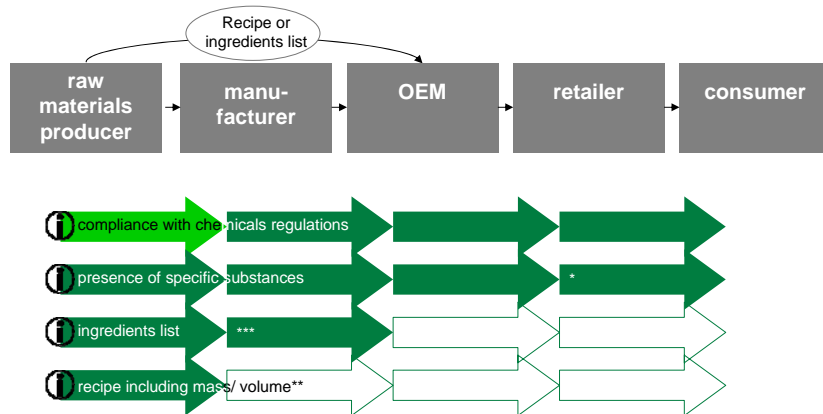 Recipe or
ingredients list
raw
materials
producer
manu-
facturer
OEM
retailer
consumer
i compliance with chemicals regulations
i presence of specific substances
*
i ingredients list
***
i recipe including mass/ volume**